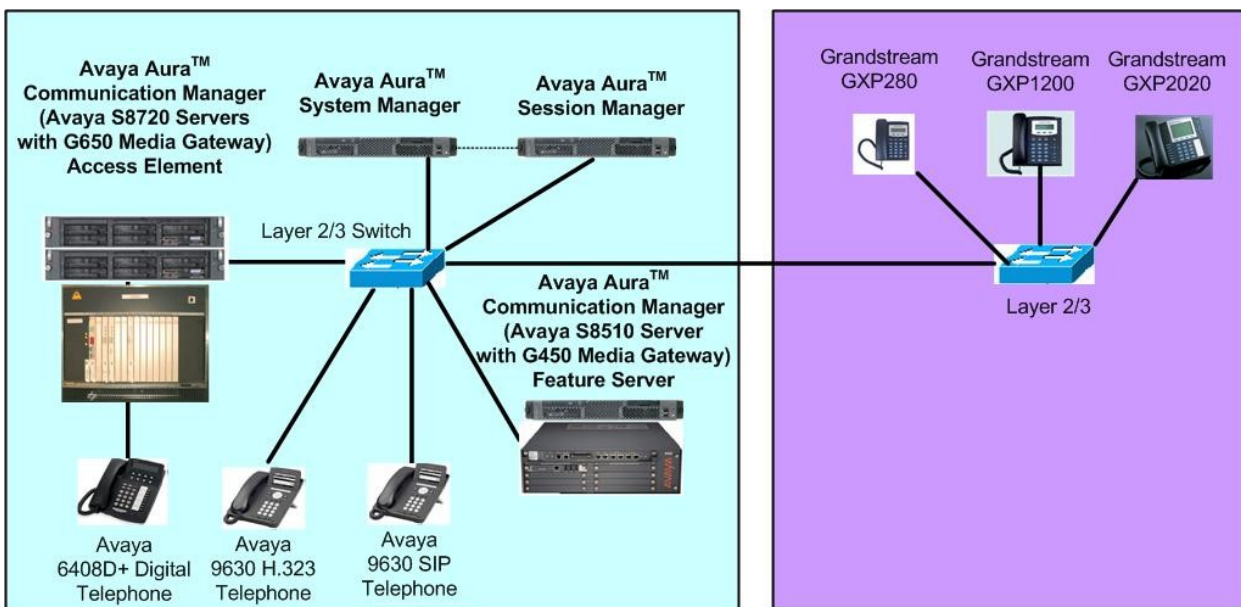 Avaya Aura™
Communication Manager
(Avaya S8720 Servers
with G650 Media Gateway)
Access Element
Avaya Aura™
System Manager
Avaya Aura™
Session Manager
Layer 2/3 Switch
Avaya Aura™
Communication Manager
(Avaya S8510 Server
with G450 Media Gateway)
Feature Server
AVAYA
Avaya
6408D+ Digital
Telephone
Avaya
9630 H.323
Telephone
Avaya
9630 SIP
Telephone
Grandstream
GXP280
Grandstream
GXP1200
Grandstream
GXP2020
Layer 2/3